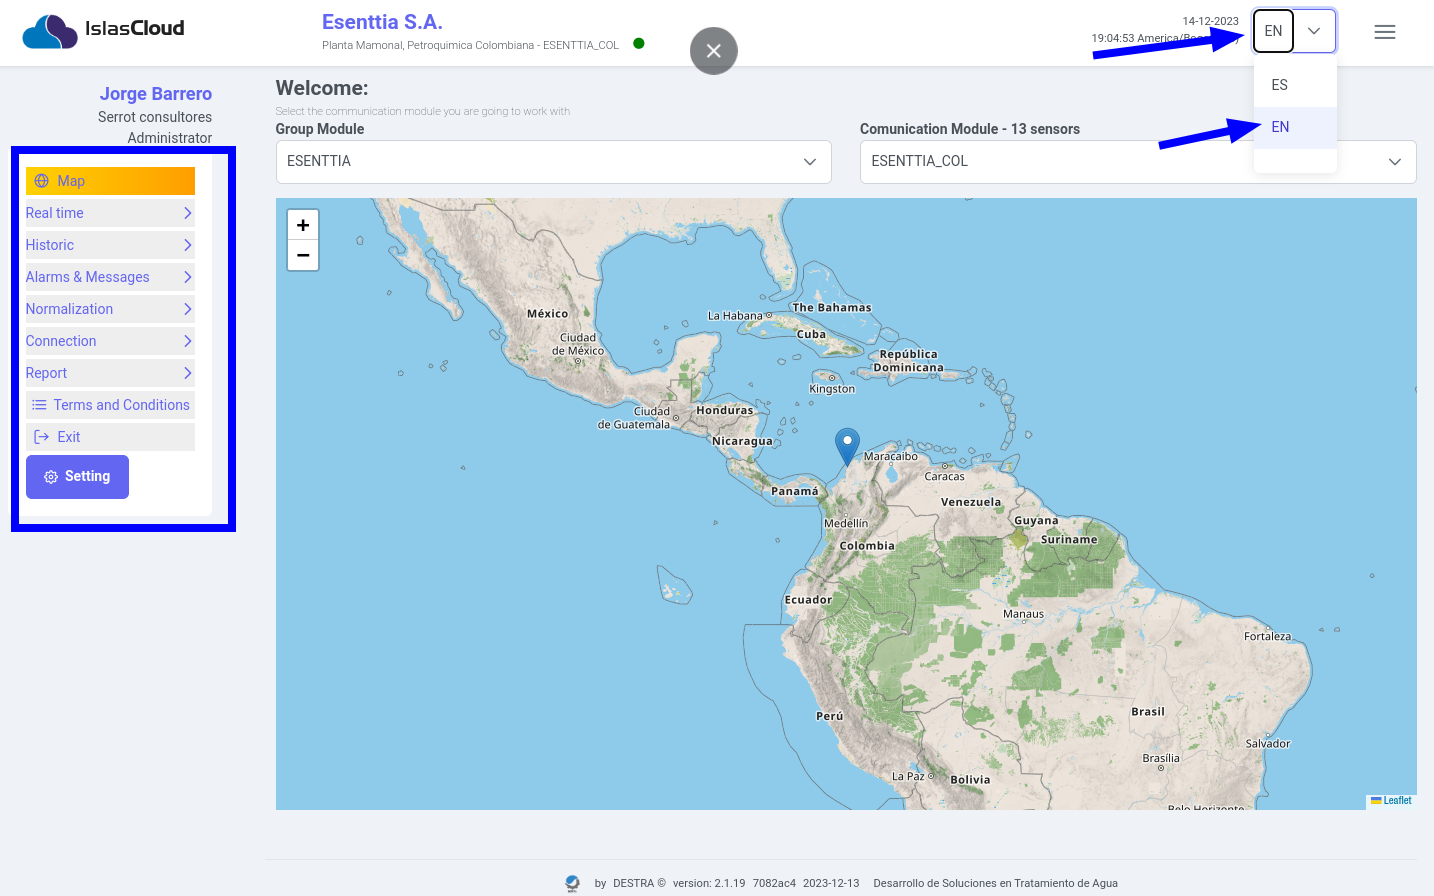 IslasCloud
Esenttia S.A.
Planta Mamonal, Petroquimica Colombiana - ESENTTIA_COL
14-12-2023
19:04:53
EN
ES
EN
Jorge Barrero
Serrot consultores
Administrator
Map
Real time
Historic
Alarms & Messages
Normalization
Connection
Report
Terms and Conditions
Exit
Setting
Welcome:
Select the communication module you are going to work with
Group Module
ESENTTIA
Comunication Module - 13 sensors
ESENTTIA_COL
+
−
México
Ciudad
de México
La Habana
The Bahamas
Cuba
República
Dominicana
Kingston
Ciudad
de Guatemala
Honduras
Nicaragua
Maracaibo
Caracas
Panamá
Venezuela
Medellín
Guyana
Colombia
Suriname
Ecuador
Manaus
Fortaleza
Perú
Brasil
Salvador
Brasília
La Paz
Bolivia
Belo Horizonte
Leaflet
by DESTRA © version: 2.1.19 7082ac4 2023-12-13 Desarrollo de Soluciones en Tratamiento de Agua